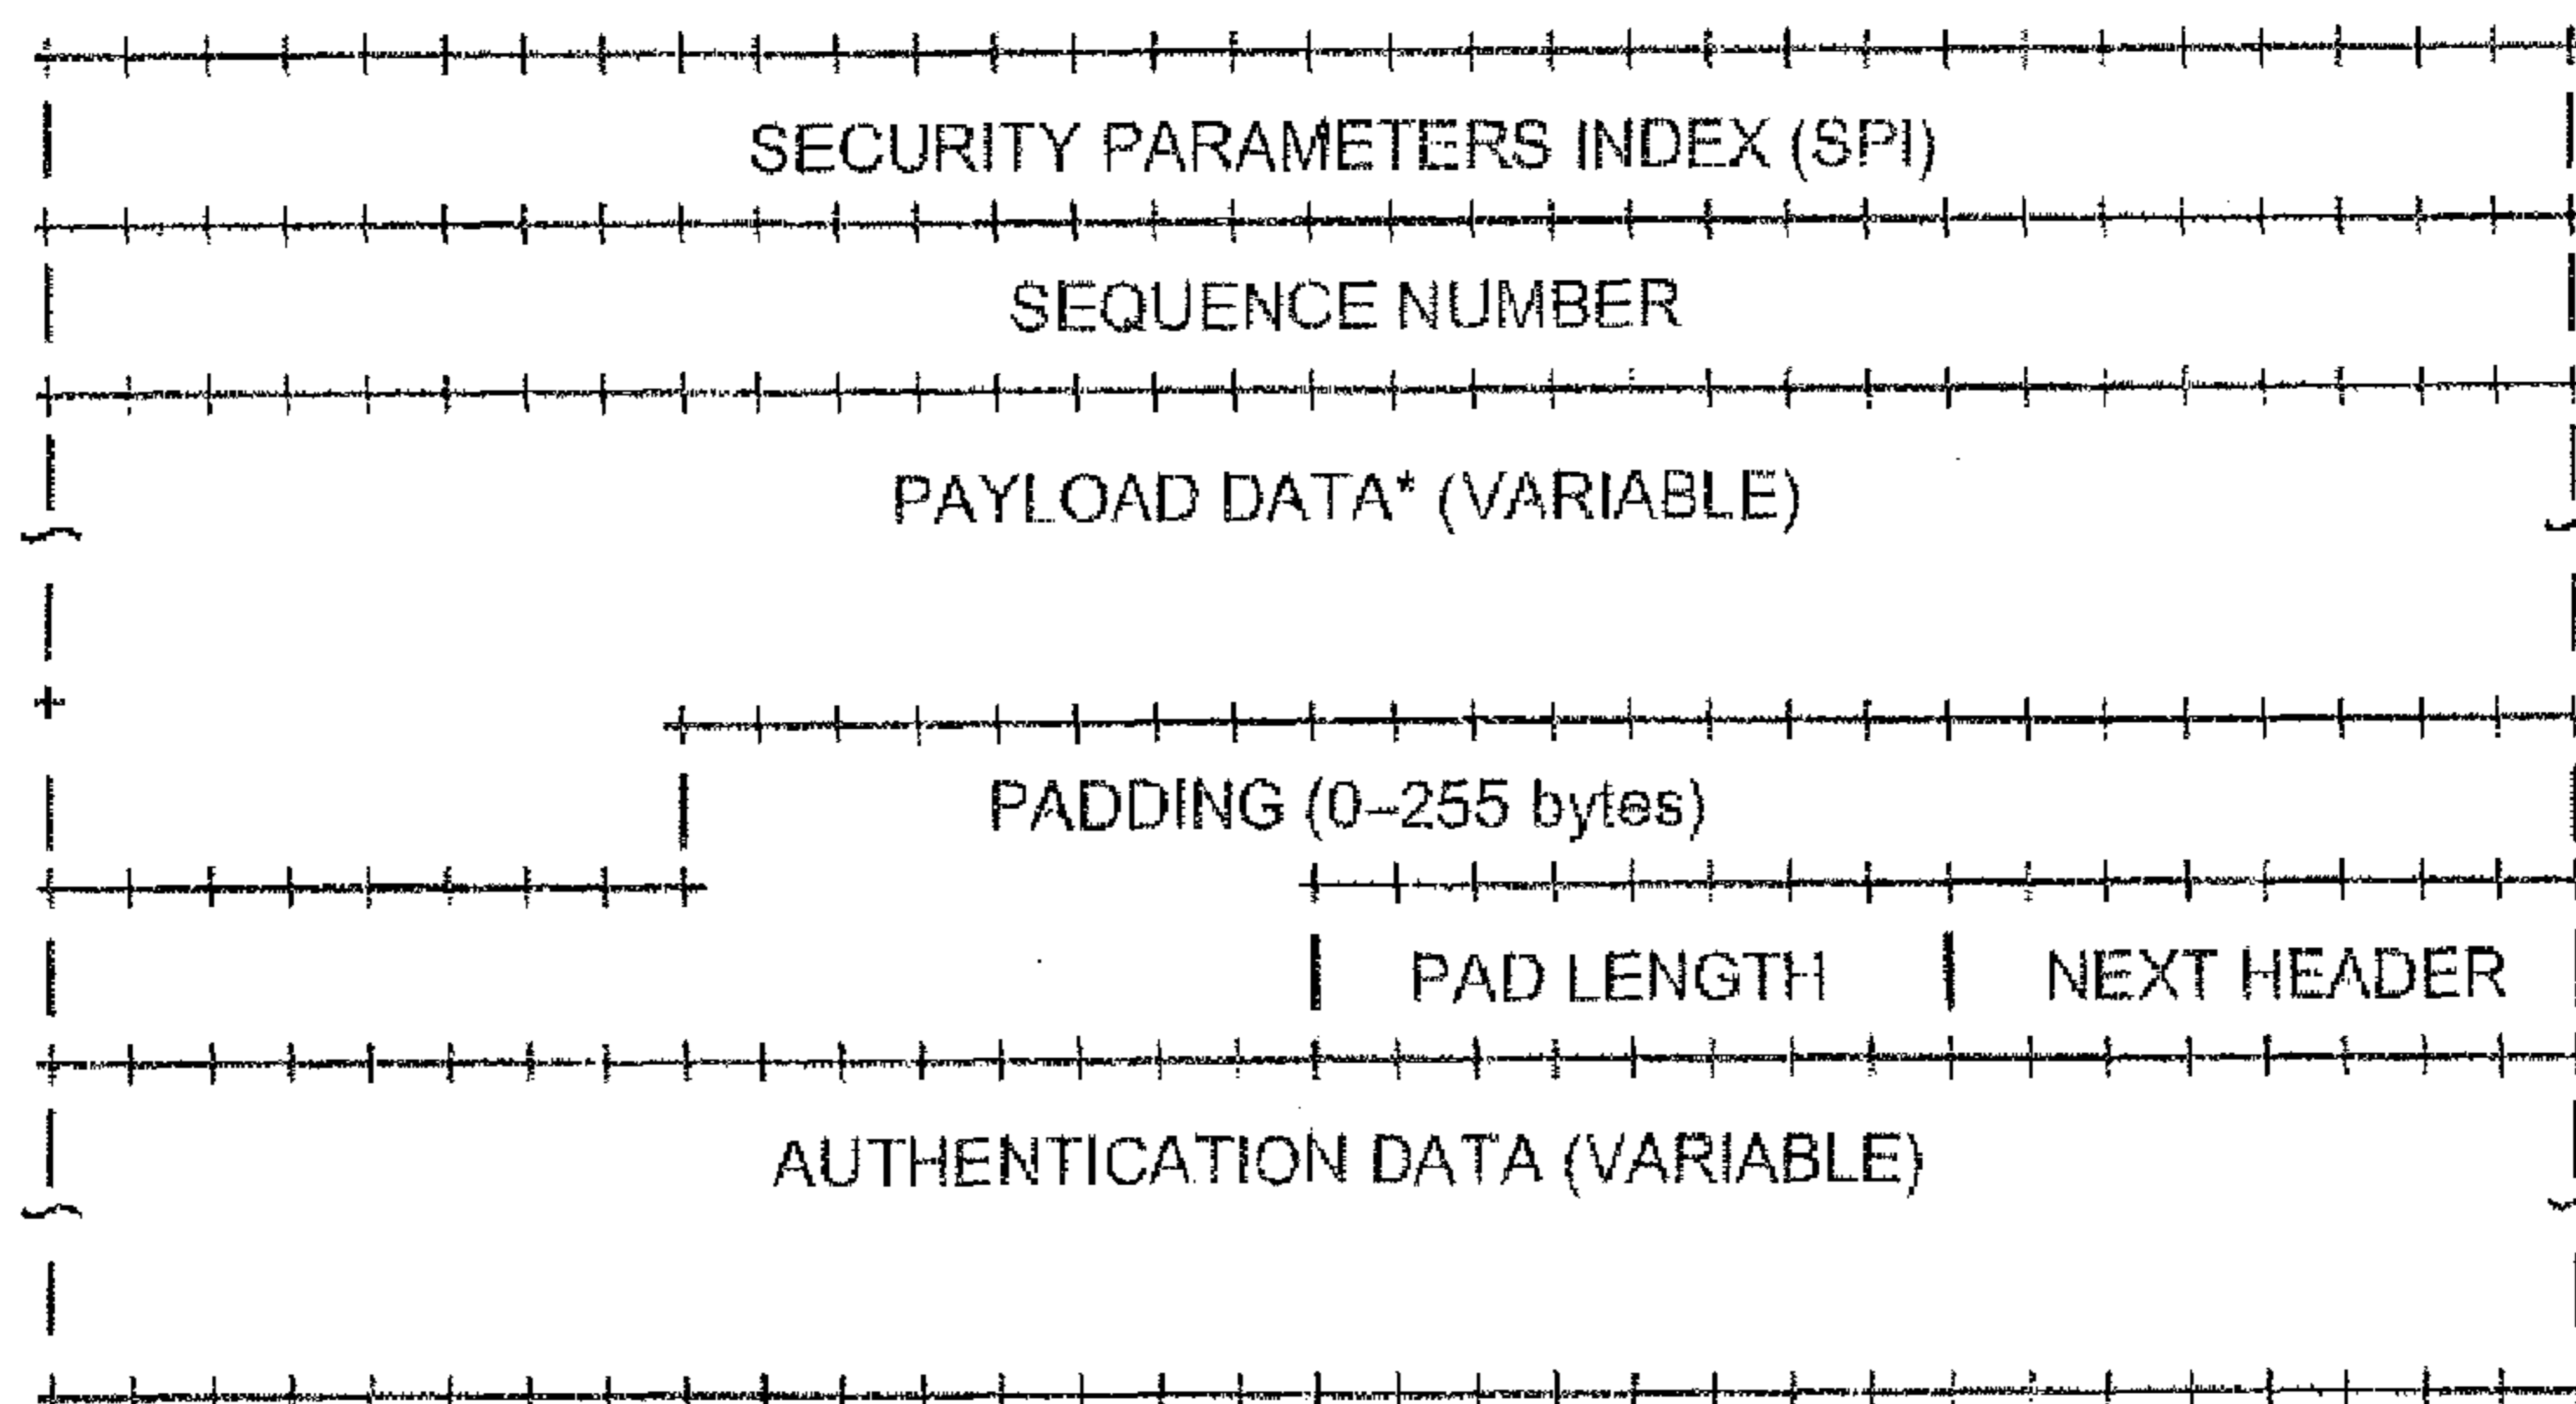 SECURITY PARAMETERS INDEX (SPI)
SEQUENCE NUMBER
PAYLOAD DATA* (VARIABLE)
PADDING (0–255 bytes)
PAD LENGTH NEXT HEADER
AUTHENTICATION DATA (VARIABLE)